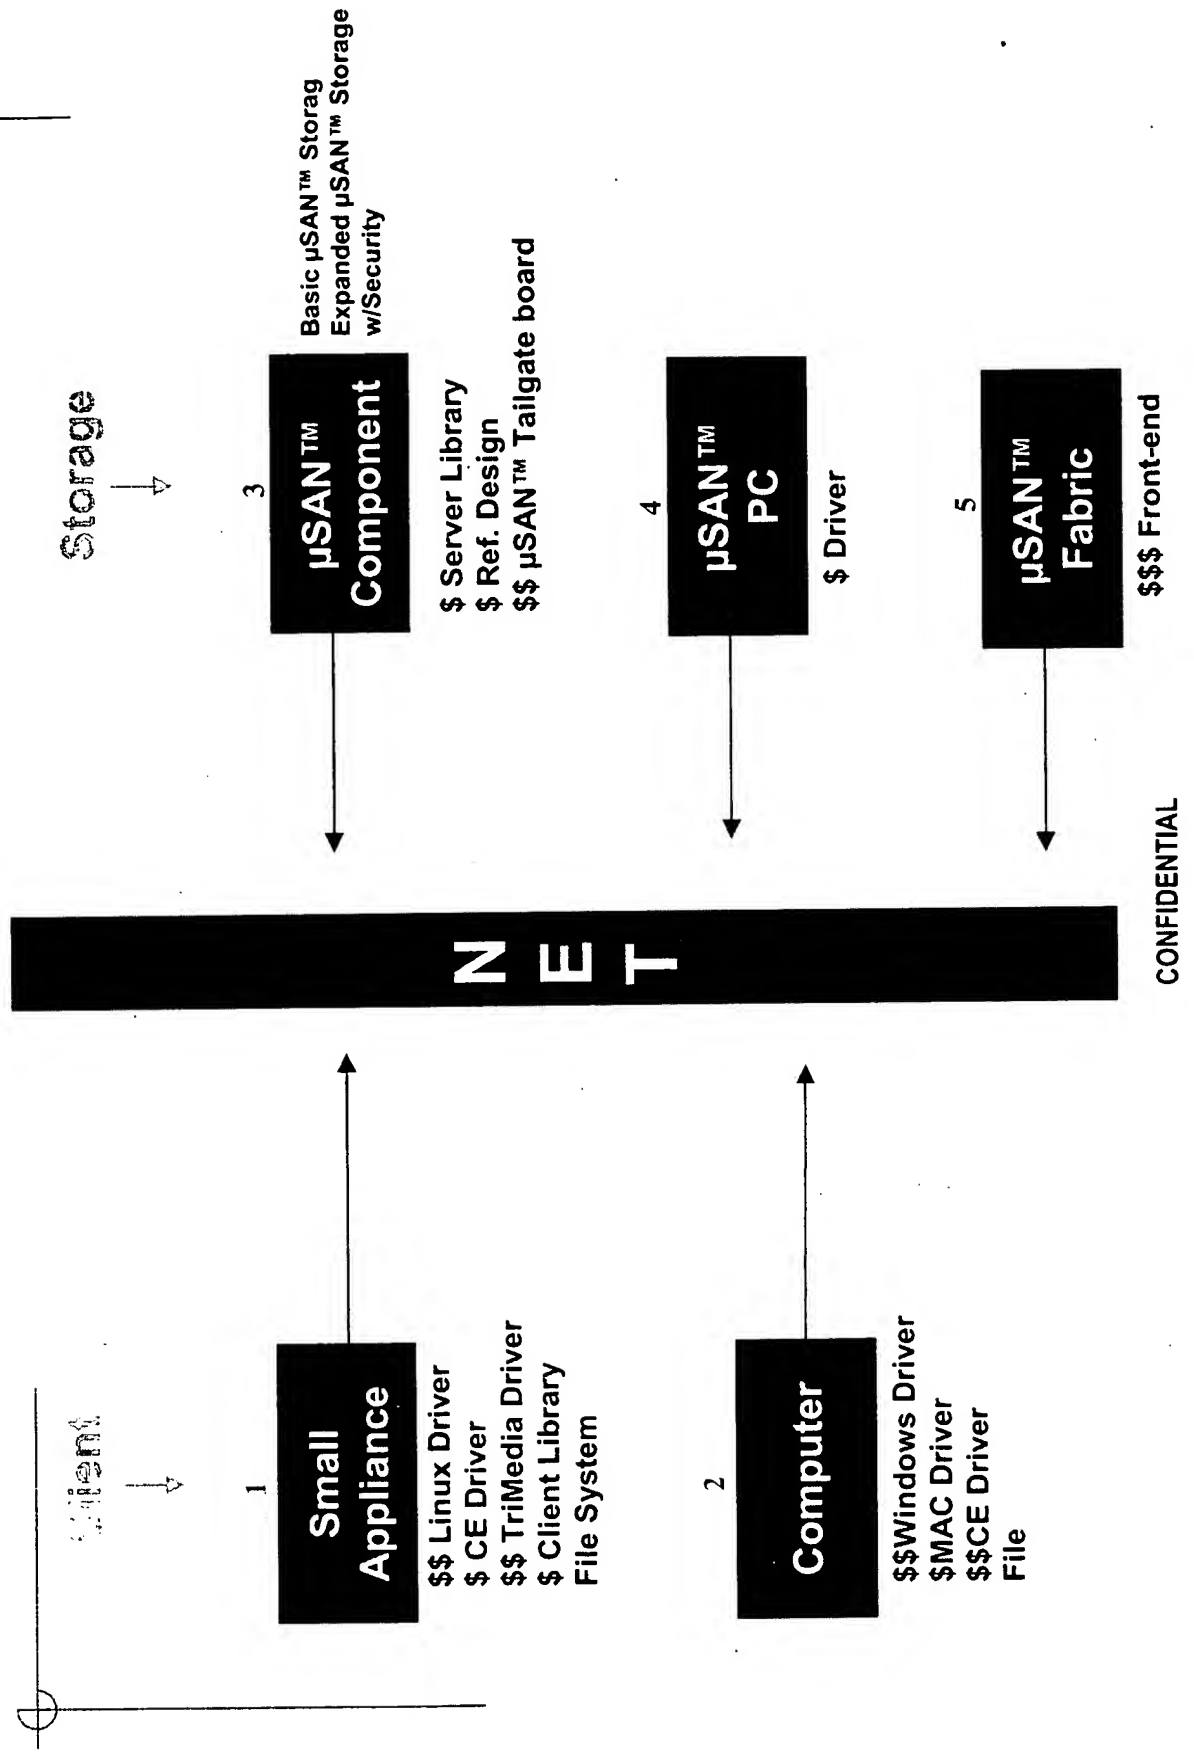 Client
Storage
1
Small
Appliance
$$ Linux Driver
$ CE Driver
$$ TriMedia Driver
$ Client Library
File System
2
Computer
$$Windows Driver
$MAC Driver
$$CE Driver
File
N
E
T
3
µSAN™
Component
Basic µSAN™ Storag
Expanded µSAN™ Storage
w/Security
$ Server Library
$ Ref. Design
$$ µSAN™ Tailgate board
4
µSAN™
PC
$ Driver
5
µSAN™
Fabric
$$$ Front-end
CONFIDENTIAL